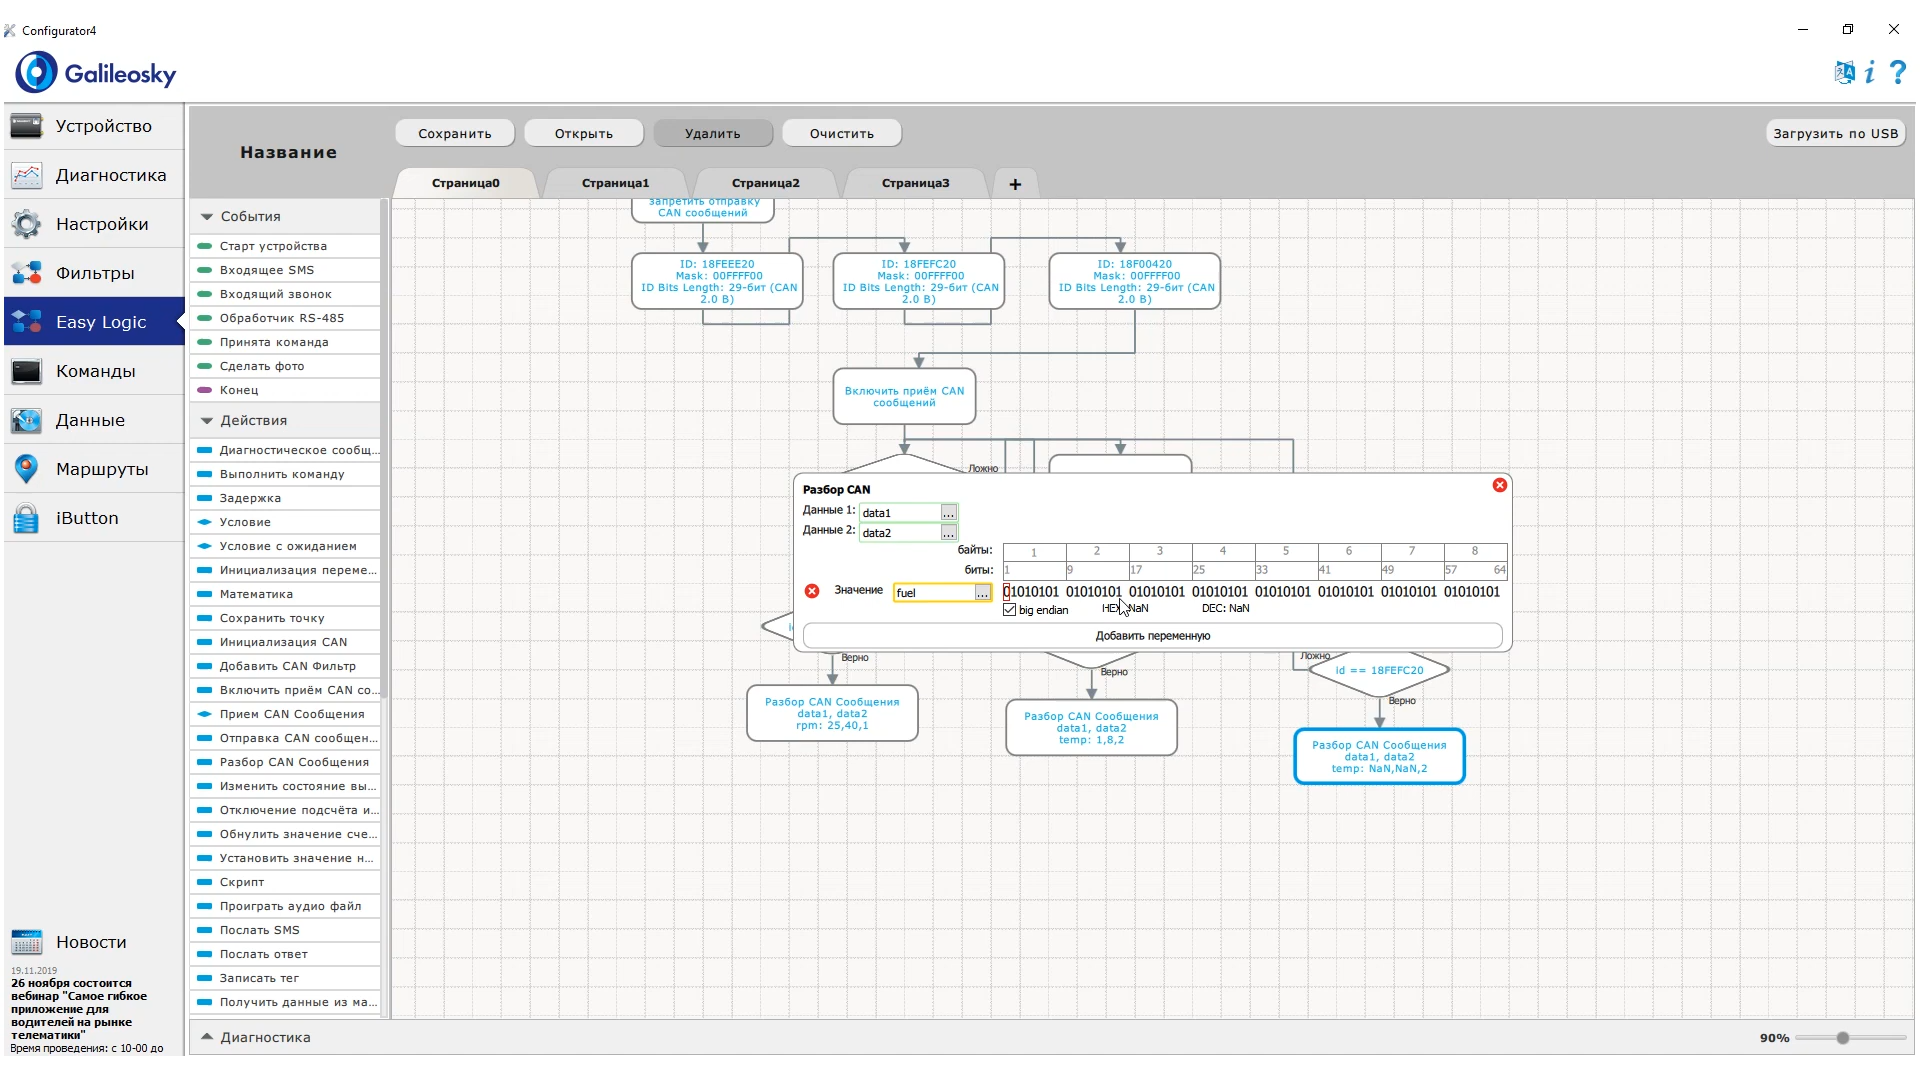 Configurator4
Galileosky
Устройство
Диагностика
Настройки
Фильтры
Easy Logic
Команды
Данные
Маршруты
iButton
Новости
19.11.2019
26 ноября состоится
вебинар "Самое гибкое
приложение для
водителей на рынке
телематики"
Время проведения: с 10-00 до
Название
Сохранить
Открыть
Удалить
Очистить
Загрузить по USB
Страница0
Страница1
Страница2
Страница3
+
События
Старт устройства
Входящее SMS
Входящий звонок
Обработчик RS-485
Принята команда
Сделать фото
Конец
Действия
Диагностическое сообщ...
Выполнить команду
Задержка
Условие
Условие с ожиданием
Инициализация переме...
Математика
Сохранить точку
Инициализация CAN
Добавить CAN Фильтр
Включить приём CAN со...
Прием CAN Сообщения
Отправка CAN сообщен...
Разбор CAN Сообщения
Изменить состояние вы...
Отключение подсчёта и...
Обнулить значение сче...
Установить значение н...
Скрипт
Проиграть аудио файл
Послать SMS
Послать ответ
Записать тег
Получить данные из ма...
запретить отправку
CAN сообщений
ID: 18FEEE20
Mask: 00FFFF00
ID Bits Length: 29-бит (CAN
2.0 B)
ID: 18FEFC20
Mask: 00FFFF00
ID Bits Length: 29-бит (CAN
2.0 B)
ID: 18F00420
Mask: 00FFFF00
ID Bits Length: 29-бит (CAN
2.0 B)
Включить приём CAN
сообщений
Ложно
Разбор CAN
Данные 1: data1 ...
Данные 2: data2 ...
байты: 1 2 3 4 5 6 7 8
биты: 1 9 17 25 33 41 49 57 64
Значение fuel ... 01010101 01010101 01010101 01010101 01010101 01010101 01010101 01010101
big endian HEX: NaN DEC: NaN
Добавить переменную
Верно
Верно
Ложно
id == 18FEFC20
Верно
Разбор CAN Сообщения
data1, data2
rpm: 25,40,1
Разбор CAN Сообщения
data1, data2
temp: 1,8,2
Разбор CAN Сообщения
data1, data2
temp: NaN,NaN,2
Диагностика
90%